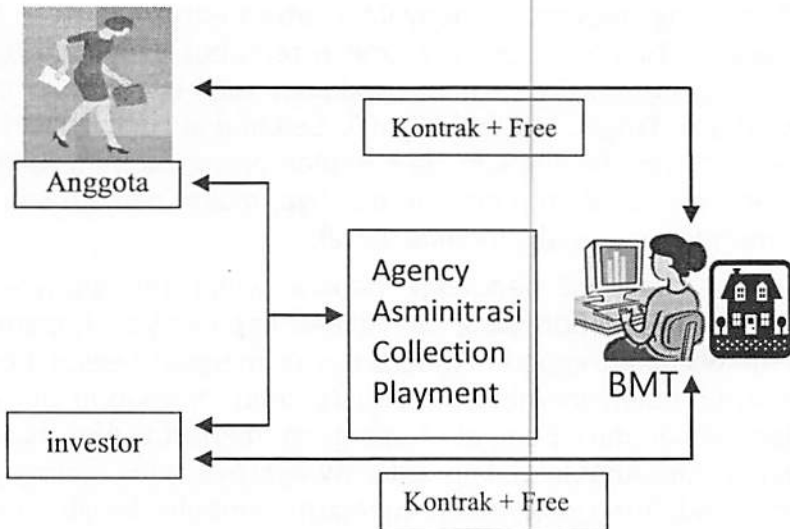 Kontrak + Free
Anggota
Agency
Asminitrasi
Collection
Playment
BMT
investor
Kontrak + Free